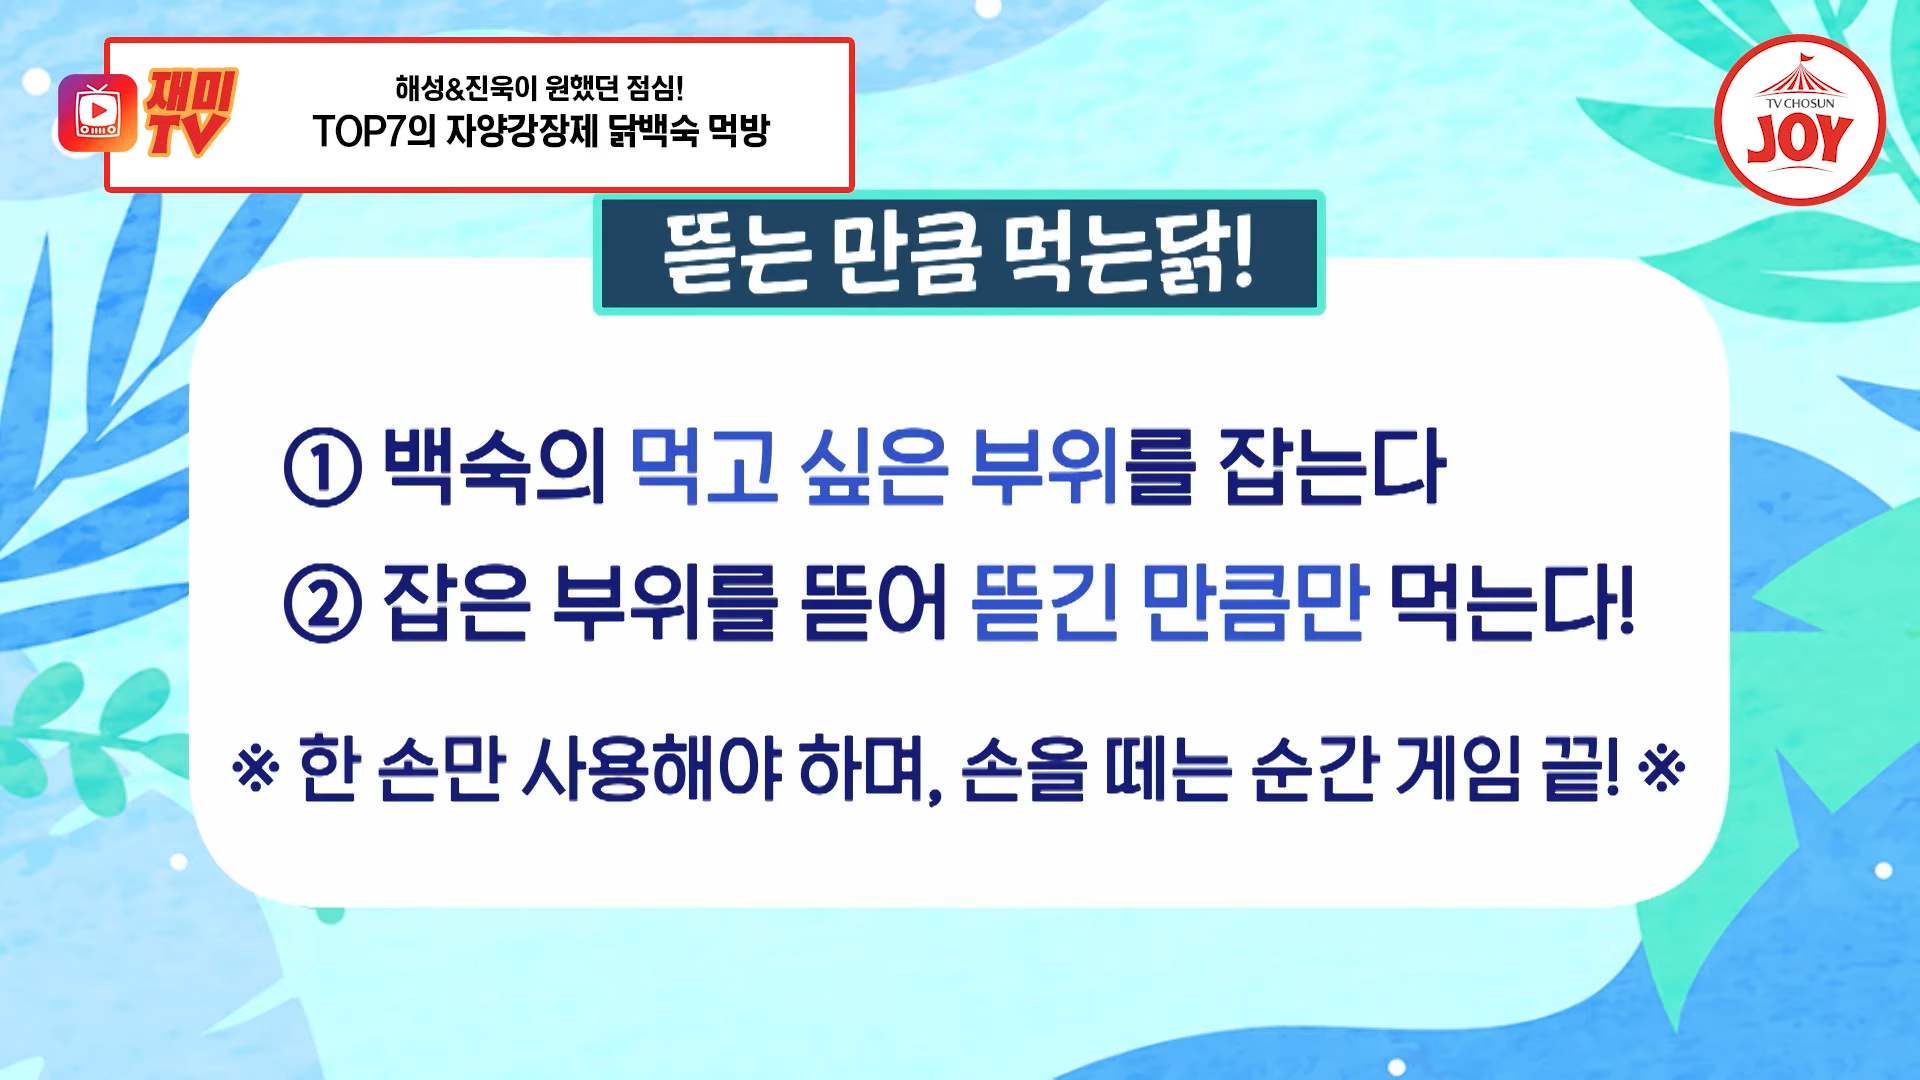 재미
TV
해성&진욱이 원했던 점심!
TOP7의 자양강장제 닭백숙 먹방
TV CHOSUN
JOY
뜯는 만큼 먹는닭!
① 백숙의 먹고 싶은 부위를 잡는다
② 잡은 부위를 뜯어 뜯긴 만큼만 먹는다!
※ 한 손만 사용해야 하며, 손을 떼는 순간 게임 끝! ※